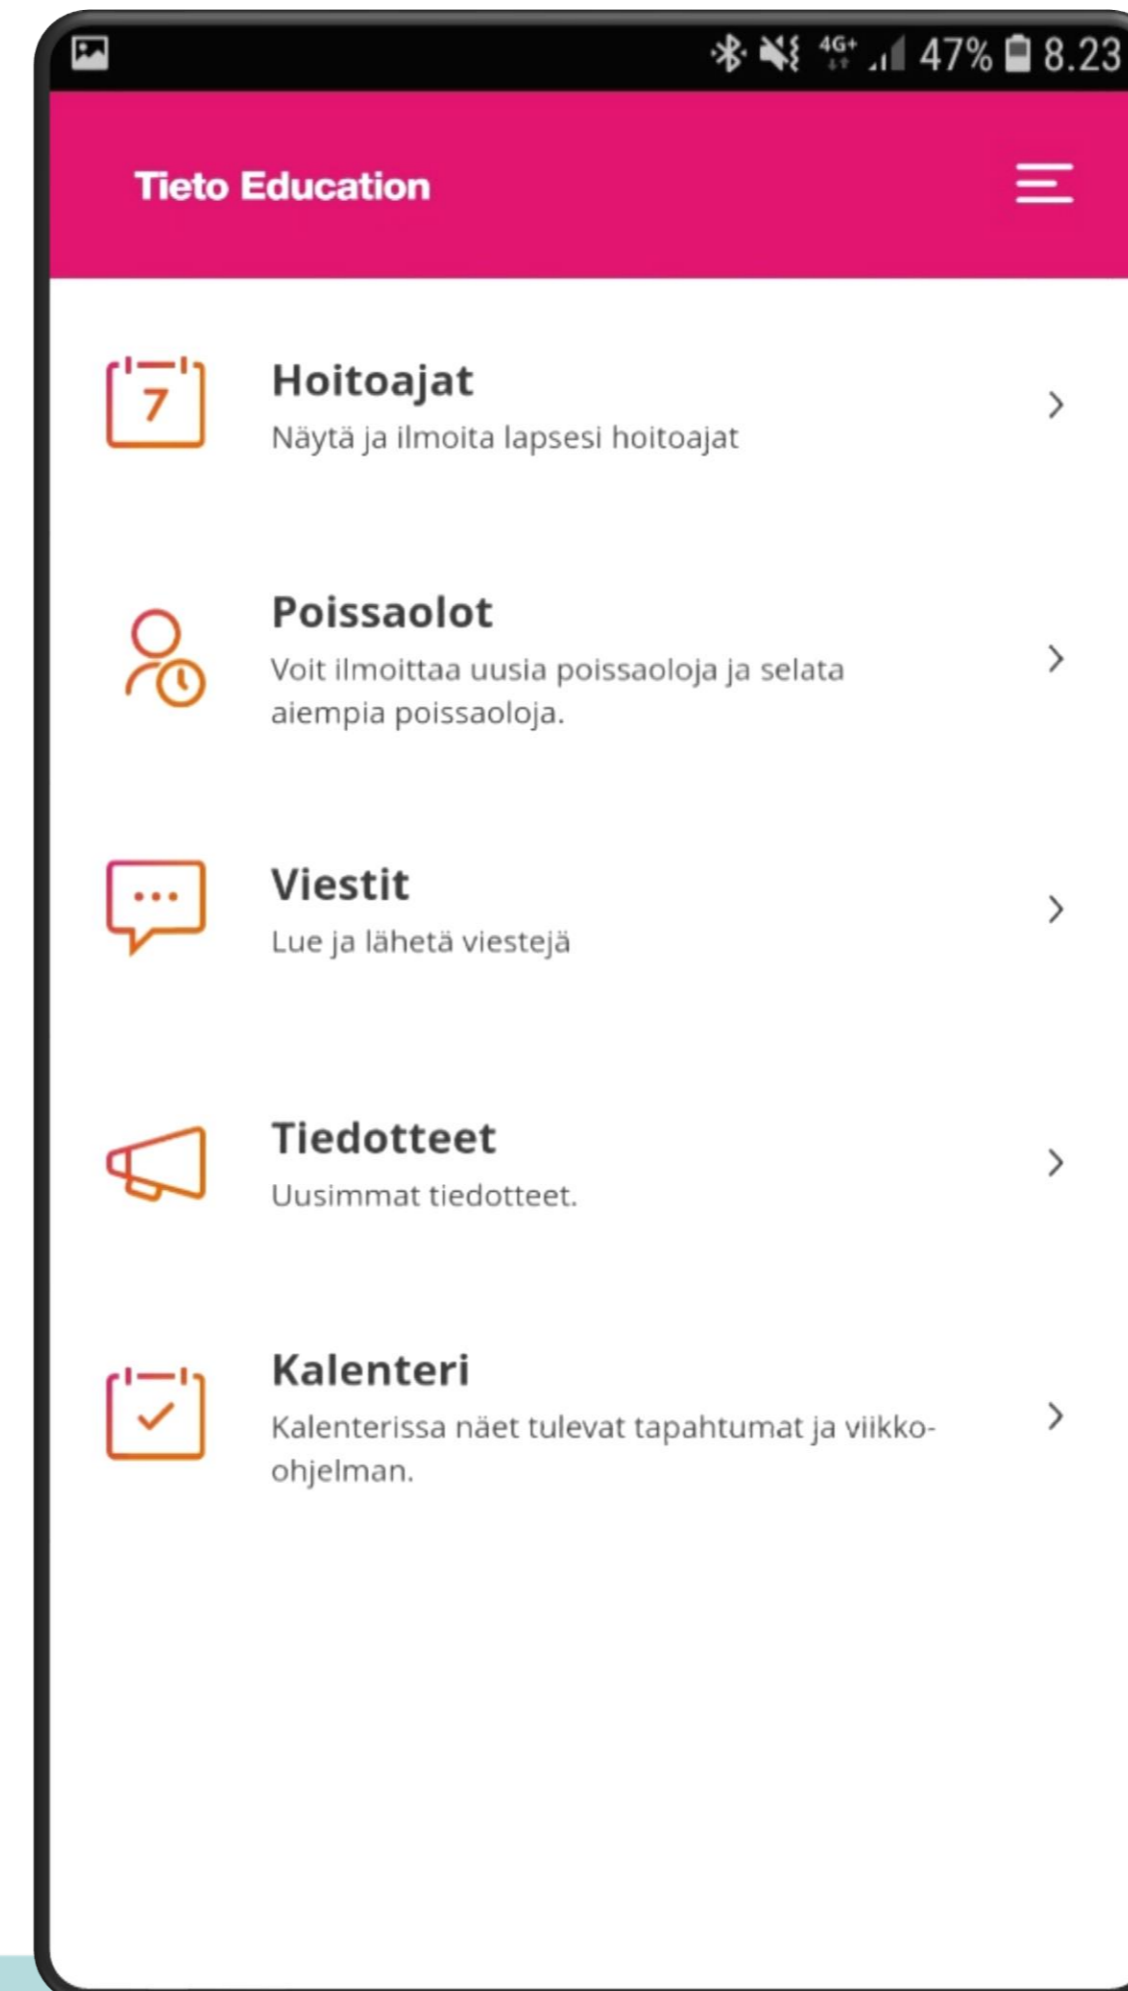 4G+ 47% 8.23
Tieto Education
7
Hoitoajat
Näytä ja ilmoita lapsesi hoitoajat
Poissaolot
Voit ilmoittaa uusia poissaoloja ja selata
aiempia poissaoloja.
Viestit
Lue ja lähetä viestejä
Tiedotteet
Uusimmat tiedotteet.
Kalenteri
Kalenterissa näet tulevat tapahtumat ja viikko-
ohjelman.